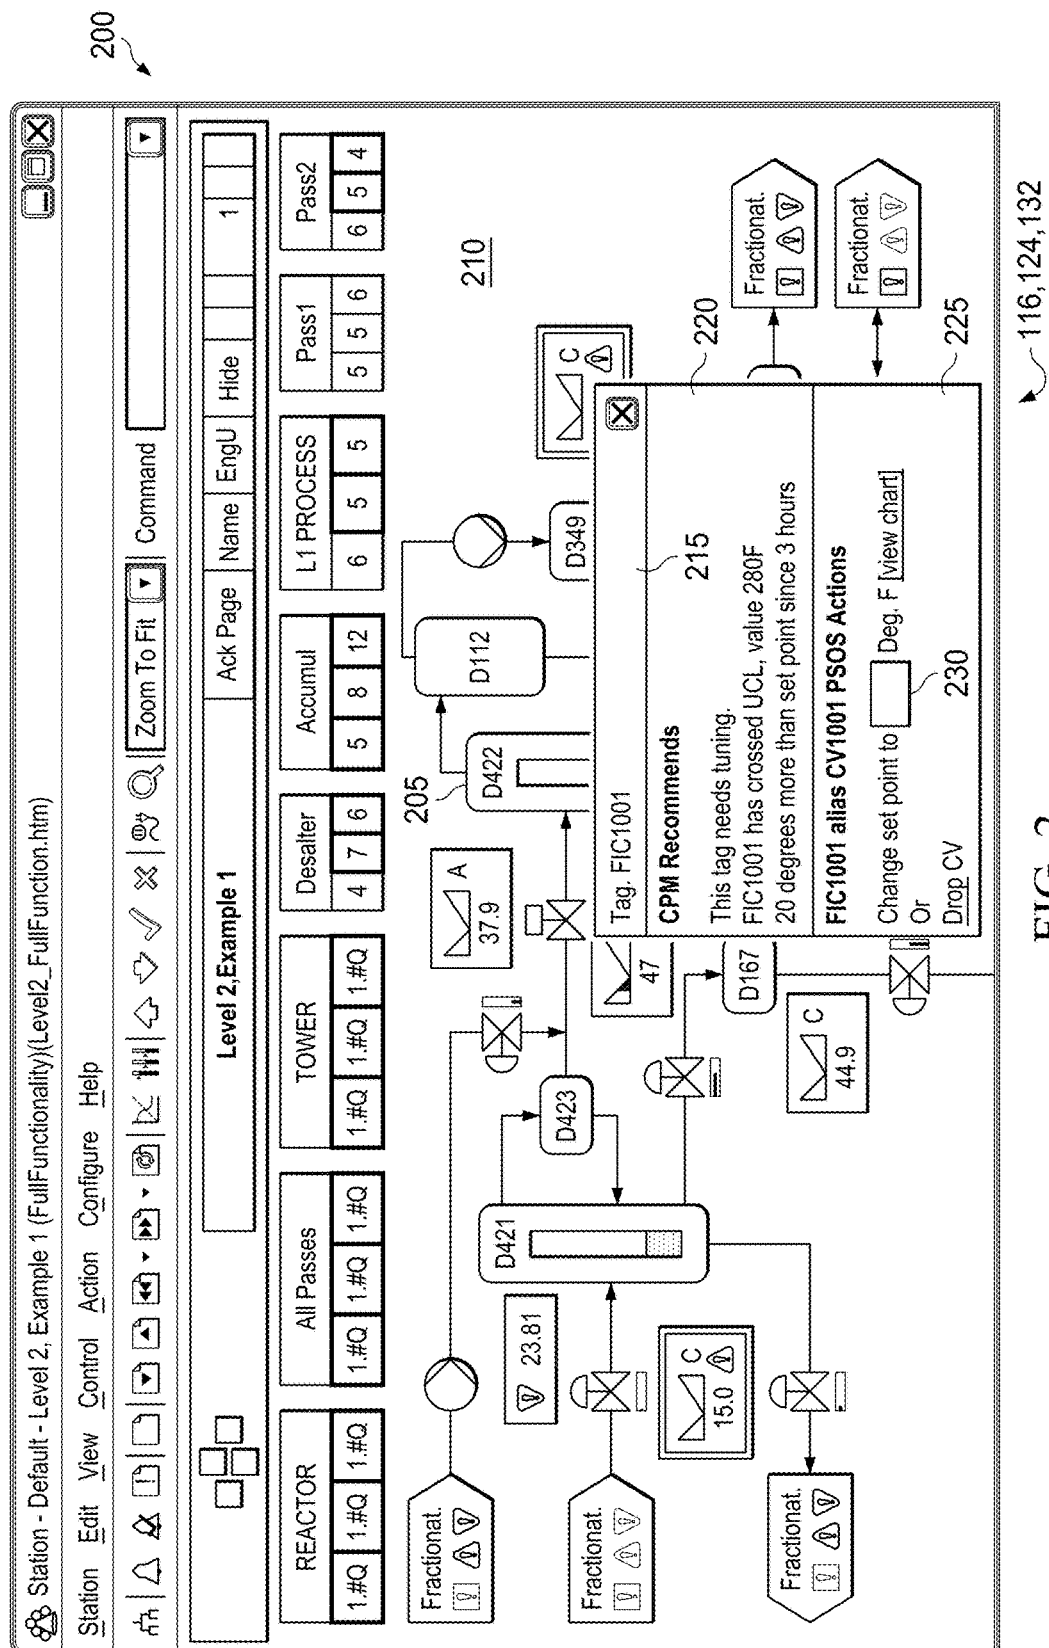 200
Station - Default - Level 2, Example 1 (FullFunctionality)(Level2_FullFunction.htm)
Station Edit View Control Action Configure Help
Zoom To Fit Command
Level 2,Example 1 Ack Page Name EngU Hide 1
REACTOR All Passes TOWER Desalter Accumul L1 PROCESS Pass1 Pass2
1.#Q 1.#Q 1.#Q 1.#Q 1.#Q 1.#Q 1.#Q 1.#Q 1.#Q 4 7 6 5 8 12 6 5 5 5 5 6 6 5 4
210
205
Fractionat.
A
37.9
D422
D112
D349
C
Fractionat.
23.81
D421
D423
47
Fractionat.
15.0 C
D167
44.9 C
Fractionat.
Fractionat.
Tag. FIC1001
215
CPM Recommends
220
This tag needs tuning.
FIC1001 has crossed UCL, value 280F
20 degrees more than set point since 3 hours
FIC1001 alias CV1001 PSOS Actions
225
Change set point to Deg. F [view chart]
Or
230
Drop CV
116,124,132
FIG. 2